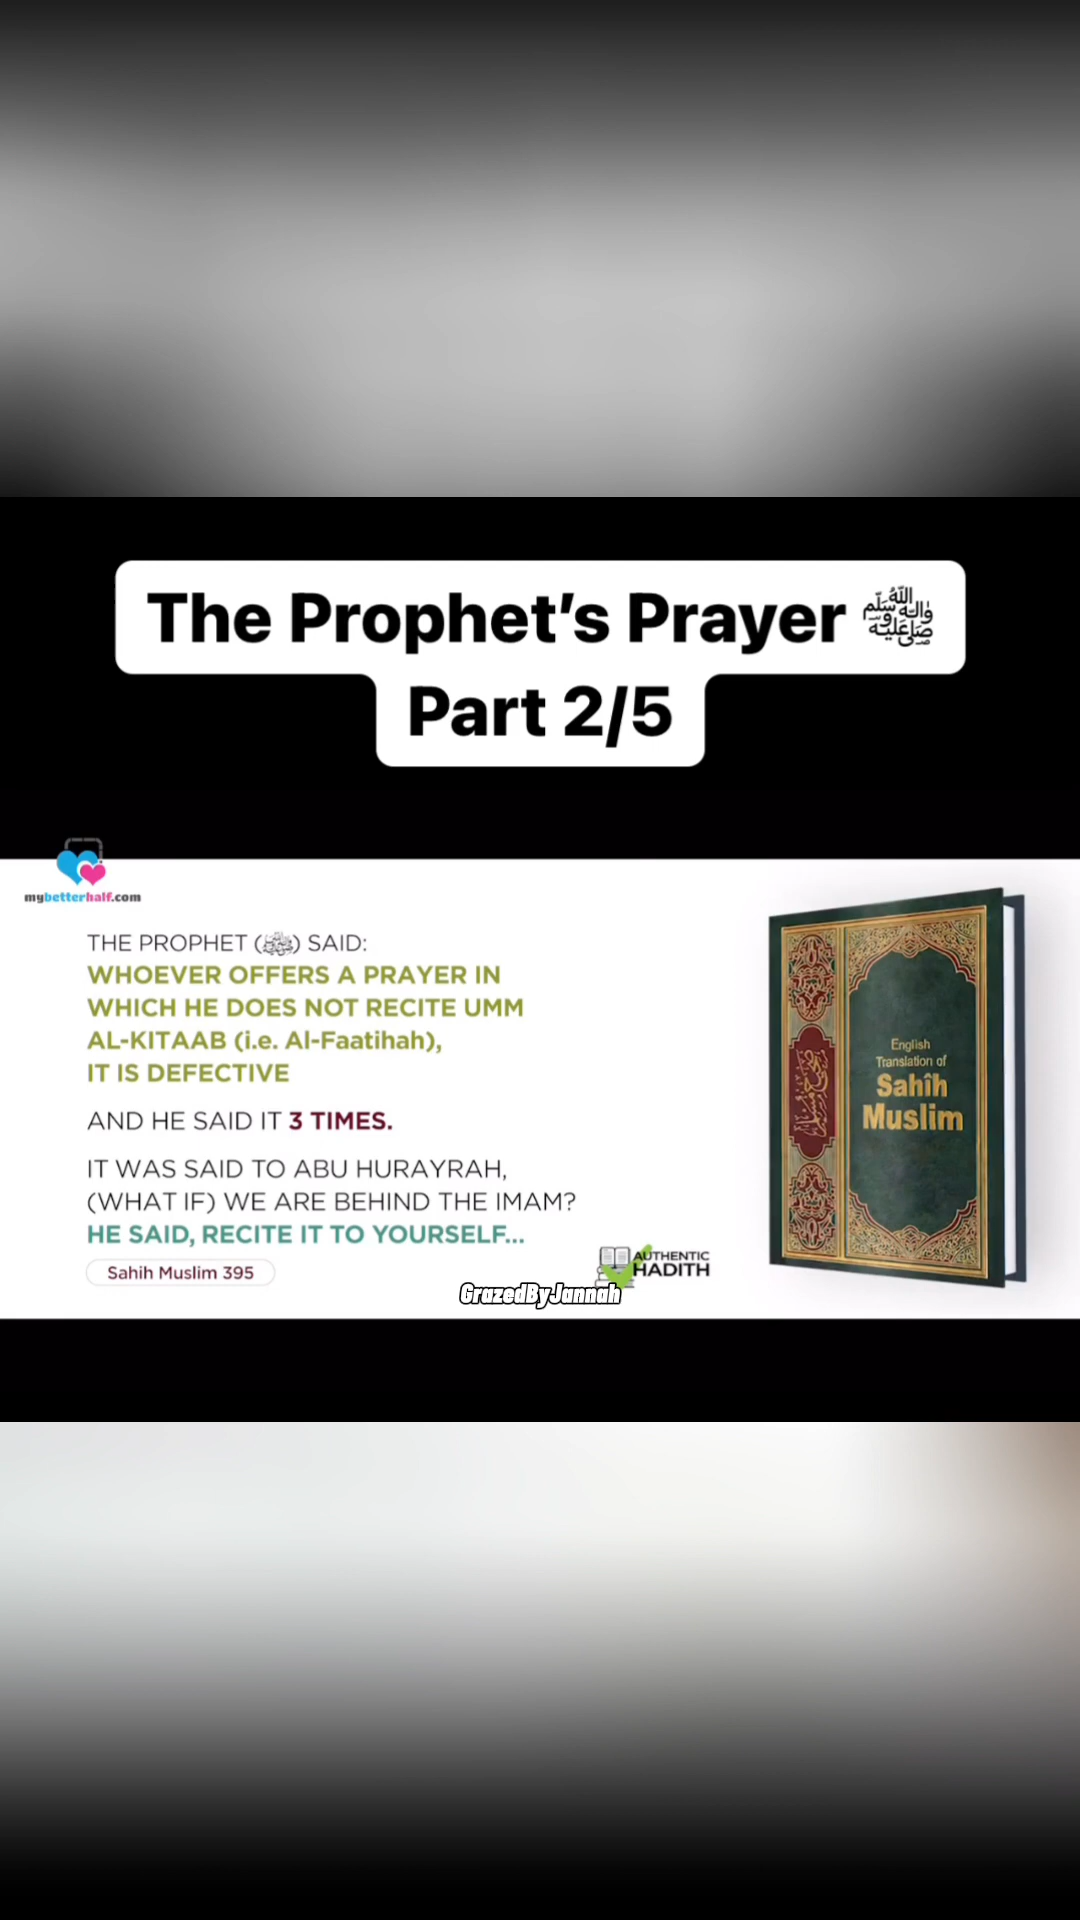 The Prophet's Prayer ﷺ
Part 2/5
mybetterhalf.com
THE PROPHET (ﷺ) SAID:
WHOEVER OFFERS A PRAYER IN
WHICH HE DOES NOT RECITE UMM
AL-KITAAB (i.e. Al-Faatihah),
IT IS DEFECTIVE
AND HE SAID IT 3 TIMES.
IT WAS SAID TO ABU HURAYRAH,
(WHAT IF) WE ARE BEHIND THE IMAM?
HE SAID, RECITE IT TO YOURSELF...
Sahih Muslim 395
AUTHENTIC
HADITH
GrazedByJannah
English
Translation of
Sahîh
Muslim
صحيح مسلم